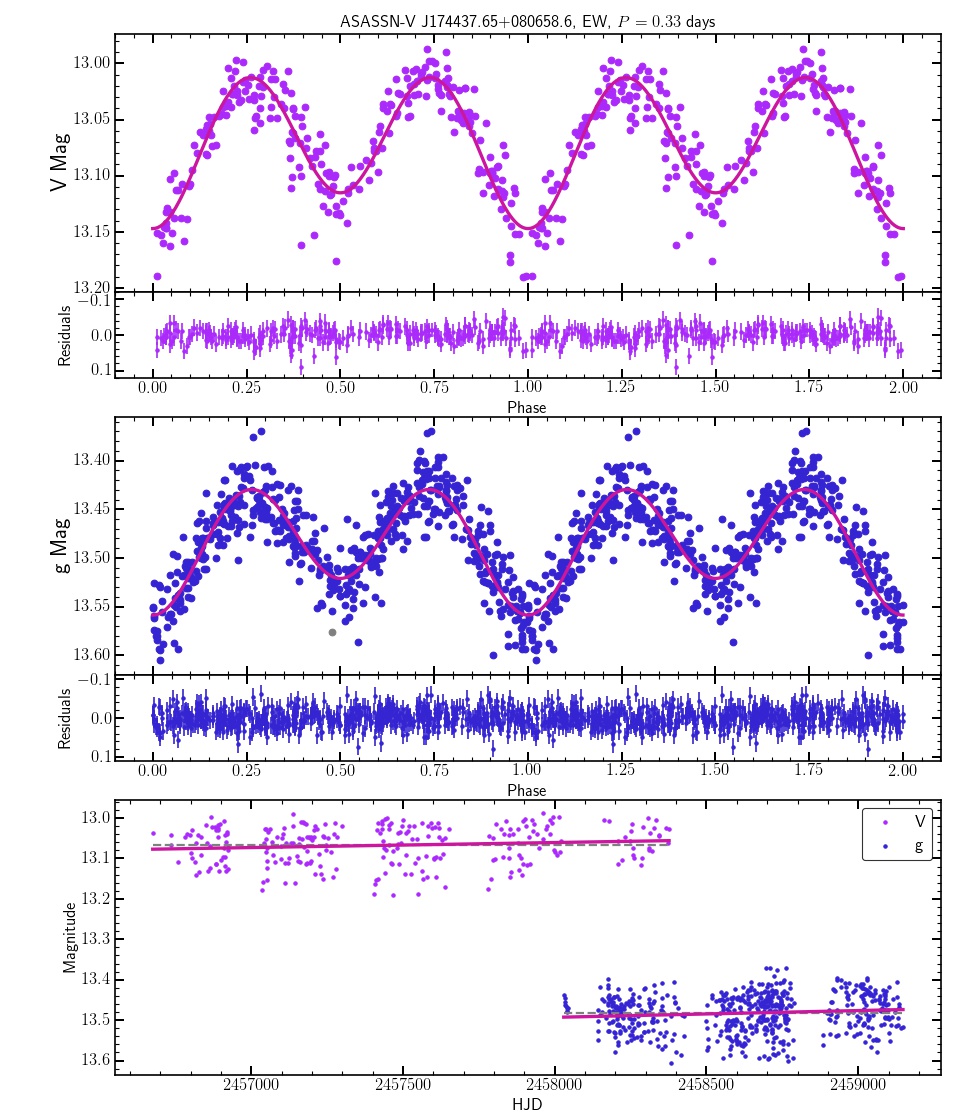 ASASSN-V J174437.65+080658.6, EW, P = 0.33 days
13.00
13.05
13.10
13.15
13.20
V Mag
−0.1
0.0
0.1
Residuals
0.00 0.25 0.50 0.75 1.00 1.25 1.50 1.75 2.00
Phase
13.40
13.45
13.50
13.55
13.60
g Mag
−0.1
0.0
0.1
Residuals
0.00 0.25 0.50 0.75 1.00 1.25 1.50 1.75 2.00
Phase
V
g
13.0
13.1
13.2
13.3
13.4
13.5
13.6
Magnitude
2457000 2457500 2458000 2458500 2459000
HJD